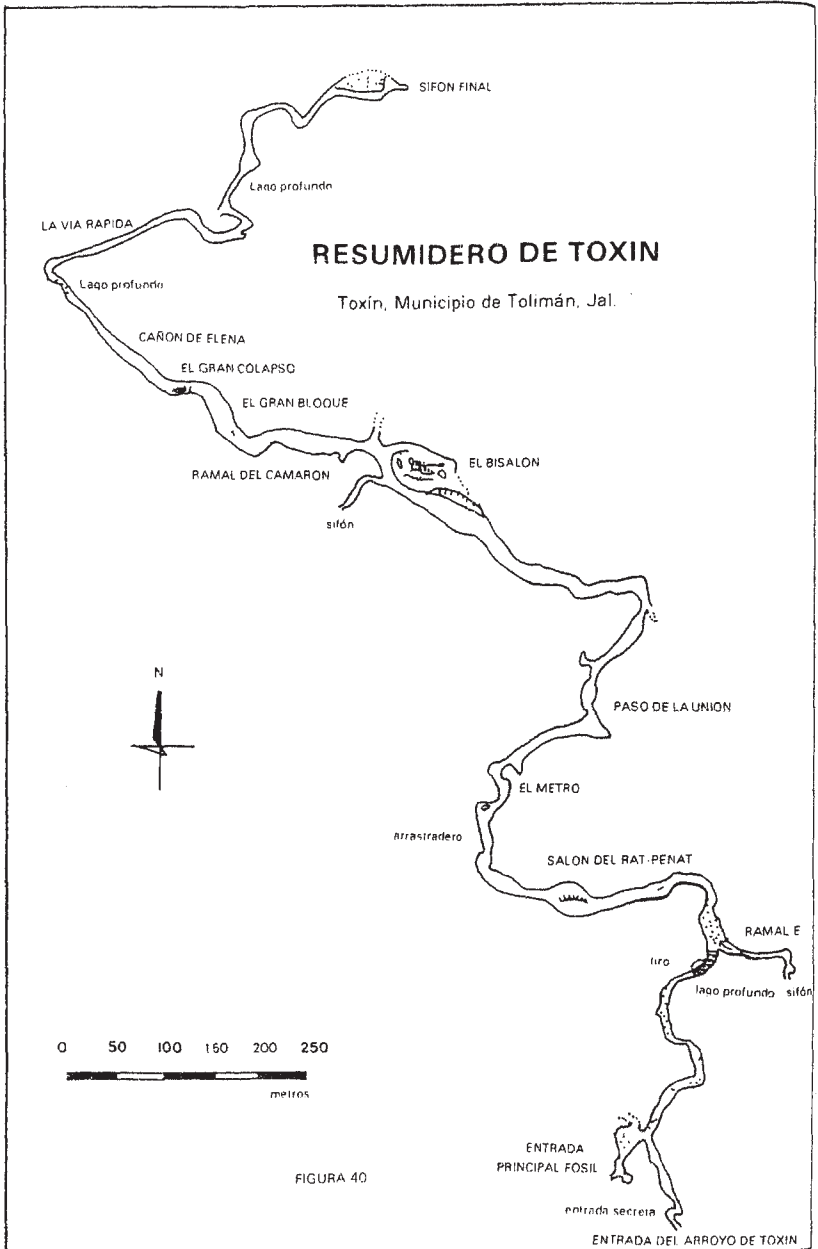 SIFON FINAL
Lago profundo
LA VIA RAPIDA
RESUMIDERO DE TOXIN
Lago profundo
Toxín, Municipio de Tolimán, Jal.
CAÑON DE ELENA
EL GRAN COLAPSO
EL GRAN BLOQUE
EL BISALON
RAMAL DEL CAMARON
sifón
N
PASO DE LA UNION
EL METRO
arrastradero
SALON DEL RAT-PENAT
RAMAL E
tiro
lago profundo sifón
0 50 100 150 200 250
metros
ENTRADA
PRINCIPAL FOSIL
FIGURA 40
entrada secreta
ENTRADA DEL ARROYO DE TOXIN